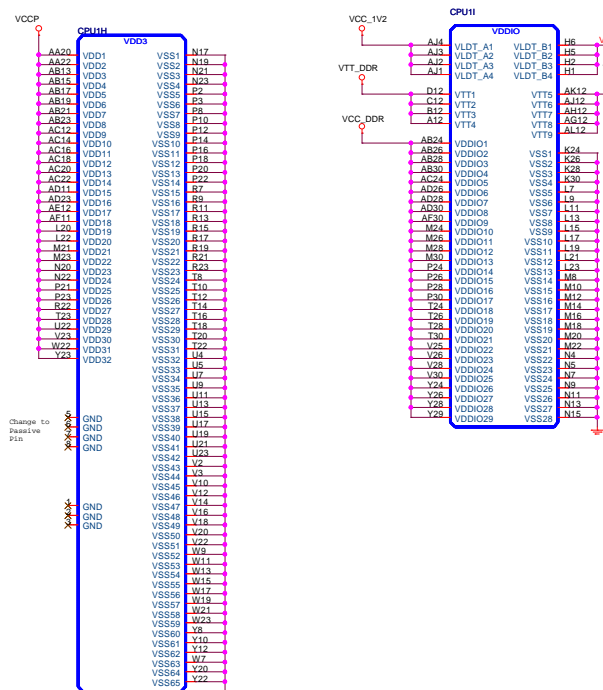 VCCP
CPU1H
VDD3
AA20 VDD1 VSS1 N17
AA22 VDD2 VSS2 N19
AB13 VDD3 VSS3 N21
AB15 VDD4 VSS4 N23
AB17 VDD5 VSS5 P2
AB19 VDD6 VSS6 P3
AB21 VDD7 VSS7 P8
AB23 VDD8 VSS8 P10
AC12 VDD9 VSS9 P12
AC14 VDD10 VSS10 P14
AC16 VDD11 VSS11 P16
AC18 VDD12 VSS12 P18
AC20 VDD13 VSS13 P20
AC22 VDD14 VSS14 P22
AD11 VDD15 VSS15 R7
AD23 VDD16 VSS16 R9
AE12 VDD17 VSS17 R11
AF11 VDD18 VSS18 R13
L20 VDD19 VSS19 R15
L22 VDD20 VSS20 R17
M21 VDD21 VSS21 R19
M23 VDD22 VSS22 R21
N20 VDD23 VSS23 R23
N22 VDD24 VSS24 T8
P21 VDD25 VSS25 T10
P23 VDD26 VSS26 T12
R22 VDD27 VSS27 T14
T23 VDD28 VSS28 T16
U22 VDD29 VSS29 T18
V23 VDD30 VSS30 T20
W22 VDD31 VSS31 T22
Y23 VDD32 VSS32 U4
VSS33 U5
VSS34 U7
VSS35 U9
VSS36 U11
VSS37 U13
5 GND VSS38 U15
6 GND VSS39 U17
7 GND VSS40 U19
8 GND VSS41 U21
VSS42 U23
VSS43 V2
VSS44 V3
VSS45 V10
VSS46 V12
1 GND VSS47 V14
2 GND VSS48 V16
3 GND VSS49 V18
VSS50 V20
VSS51 V22
VSS52 W9
VSS53 W11
VSS54 W13
VSS55 W15
VSS56 W17
VSS57 W19
VSS58 W21
VSS59 W23
VSS60 Y8
VSS61 Y10
VSS62 Y12
VSS63 W7
VSS64 Y20
VSS65 Y22
Change to
Passive
Pin
CPU1I
VDDIO
VCC_1V2
AJ4 VLDT_A1 VLDT_B1 H6
AJ3 VLDT_A2 VLDT_B2 H5
AJ2 VLDT_A3 VLDT_B3 H2
AJ1 VLDT_A4 VLDT_B4 H1
VTT_DDR
D12 VTT1 VTT5 AK12
C12 VTT2 VTT6 AJ12
B12 VTT3 VTT7 AH12
A12 VTT4 VTT8 AG12
VTT9 AL12
VCC_DDR
AB24 VDDIO1
AB26 VDDIO2 VSS1 K24
AB28 VDDIO3 VSS2 K26
AB30 VDDIO4 VSS3 K28
AC24 VDDIO5 VSS4 K30
AD26 VDDIO6 VSS5 L7
AD28 VDDIO7 VSS6 L9
AD30 VDDIO8 VSS7 L11
AF30 VDDIO9 VSS8 L13
M24 VDDIO10 VSS9 L15
M26 VDDIO11 VSS10 L17
M28 VDDIO12 VSS11 L19
M30 VDDIO13 VSS12 L21
P24 VDDIO14 VSS13 L23
P26 VDDIO15 VSS14 M8
P28 VDDIO16 VSS15 M10
P30 VDDIO17 VSS16 M12
T24 VDDIO18 VSS17 M14
T26 VDDIO19 VSS18 M16
T28 VDDIO20 VSS19 M18
T30 VDDIO21 VSS20 M20
V25 VDDIO22 VSS21 M22
V26 VDDIO23 VSS22 N4
V28 VDDIO24 VSS23 N5
V30 VDDIO25 VSS24 N7
Y24 VDDIO26 VSS25 N9
Y26 VDDIO27 VSS26 N11
Y28 VDDIO28 VSS27 N13
Y29 VDDIO29 VSS28 N15